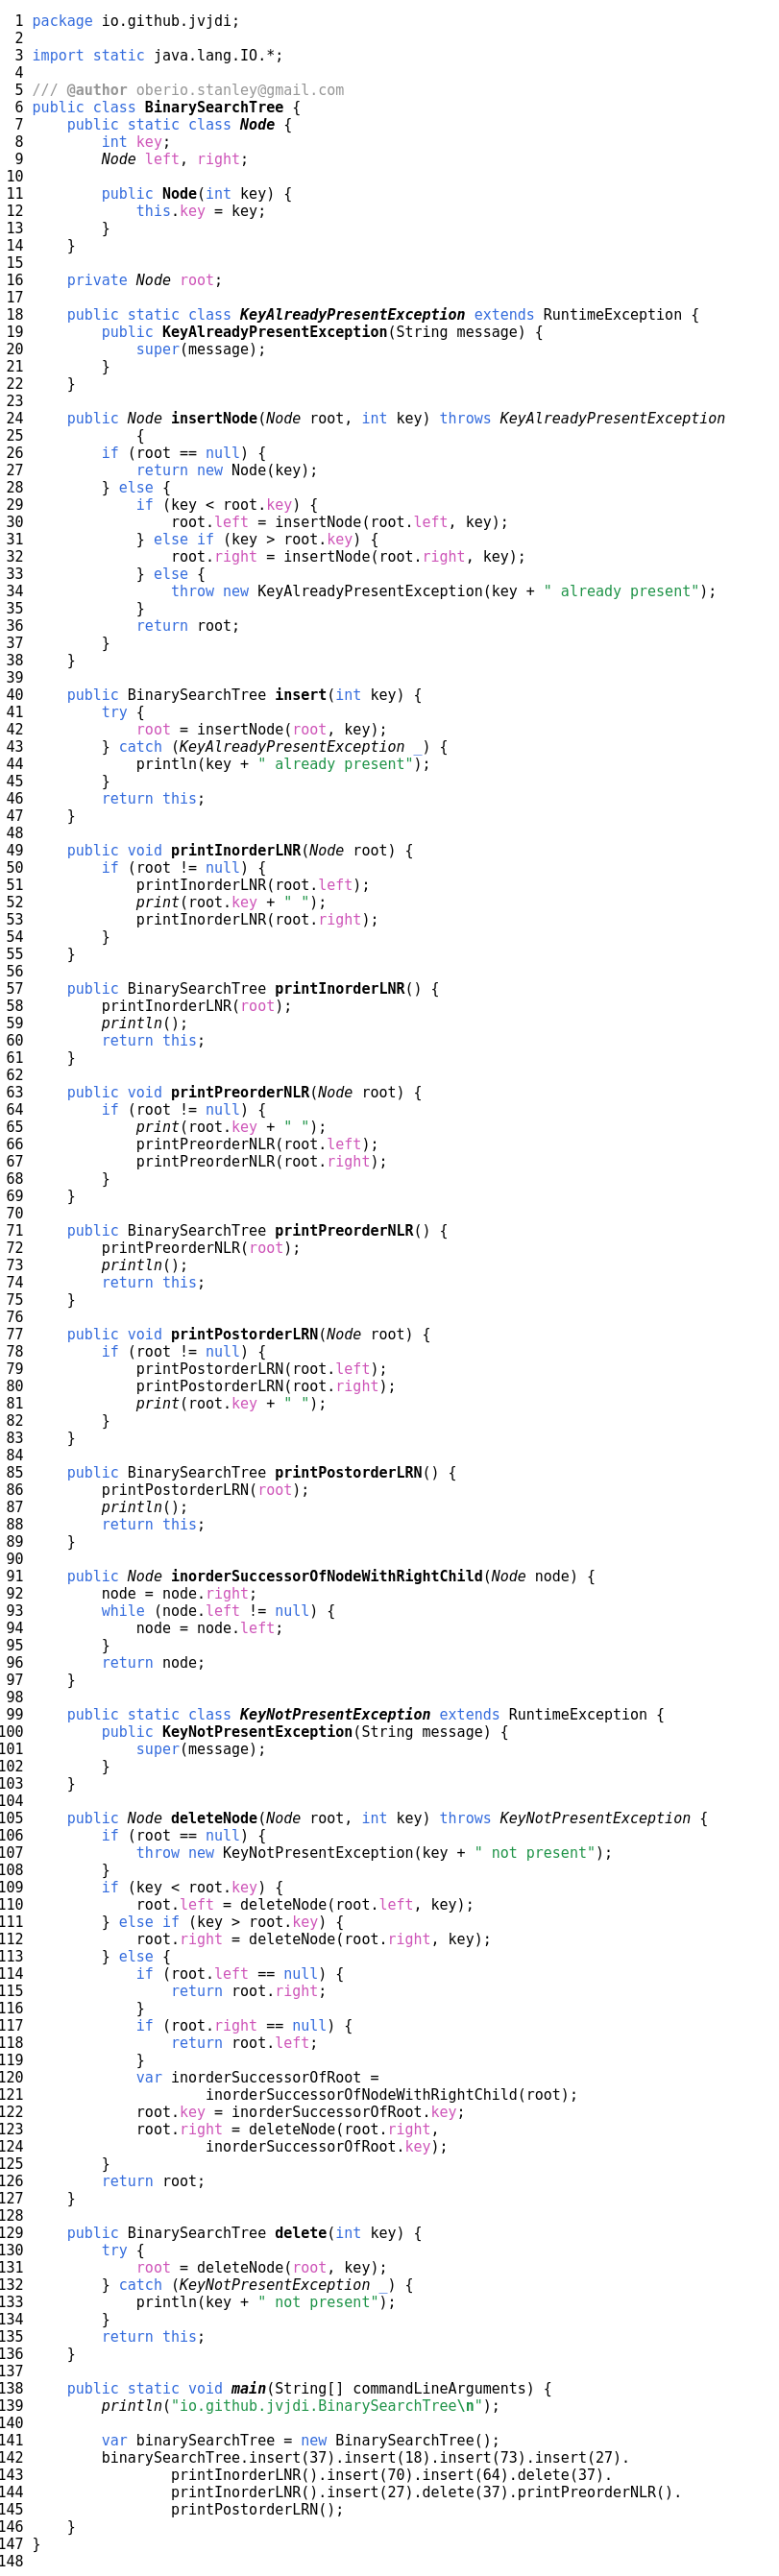 1 package io.github.jvjdi;
2
3 import static java.lang.IO.*;
4
5 /// @author oberio.stanley@gmail.com
6 public class BinarySearchTree {
7     public static class Node {
8         int key;
9         Node left, right;
10
11         public Node(int key) {
12             this.key = key;
13         }
14     }
15
16     private Node root;
17
18     public static class KeyAlreadyPresentException extends RuntimeException {
19         public KeyAlreadyPresentException(String message) {
20             super(message);
21         }
22     }
23
24     public Node insertNode(Node root, int key) throws KeyAlreadyPresentException
25             {
26         if (root == null) {
27             return new Node(key);
28         } else {
29             if (key < root.key) {
30                 root.left = insertNode(root.left, key);
31             } else if (key > root.key) {
32                 root.right = insertNode(root.right, key);
33             } else {
34                 throw new KeyAlreadyPresentException(key + " already present");
35             }
36             return root;
37         }
38     }
39
40     public BinarySearchTree insert(int key) {
41         try {
42             root = insertNode(root, key);
43         } catch (KeyAlreadyPresentException _) {
44             println(key + " already present");
45         }
46         return this;
47     }
48
49     public void printInorderLNR(Node root) {
50         if (root != null) {
51             printInorderLNR(root.left);
52             print(root.key + " ");
53             printInorderLNR(root.right);
54         }
55     }
56
57     public BinarySearchTree printInorderLNR() {
58         printInorderLNR(root);
59         println();
60         return this;
61     }
62
63     public void printPreorderNLR(Node root) {
64         if (root != null) {
65             print(root.key + " ");
66             printPreorderNLR(root.left);
67             printPreorderNLR(root.right);
68         }
69     }
70
71     public BinarySearchTree printPreorderNLR() {
72         printPreorderNLR(root);
73         println();
74         return this;
75     }
76
77     public void printPostorderLRN(Node root) {
78         if (root != null) {
79             printPostorderLRN(root.left);
80             printPostorderLRN(root.right);
81             print(root.key + " ");
82         }
83     }
84
85     public BinarySearchTree printPostorderLRN() {
86         printPostorderLRN(root);
87         println();
88         return this;
89     }
90
91     public Node inorderSuccessorOfNodeWithRightChild(Node node) {
92         node = node.right;
93         while (node.left != null) {
94             node = node.left;
95         }
96         return node;
97     }
98
99     public static class KeyNotPresentException extends RuntimeException {
100         public KeyNotPresentException(String message) {
101             super(message);
102         }
103     }
104
105     public Node deleteNode(Node root, int key) throws KeyNotPresentException {
106         if (root == null) {
107             throw new KeyNotPresentException(key + " not present");
108         }
109         if (key < root.key) {
110             root.left = deleteNode(root.left, key);
111         } else if (key > root.key) {
112             root.right = deleteNode(root.right, key);
113         } else {
114             if (root.left == null) {
115                 return root.right;
116             }
117             if (root.right == null) {
118                 return root.left;
119             }
120             var inorderSuccessorOfRoot =
121                     inorderSuccessorOfNodeWithRightChild(root);
122             root.key = inorderSuccessorOfRoot.key;
123             root.right = deleteNode(root.right,
124                     inorderSuccessorOfRoot.key);
125         }
126         return root;
127     }
128
129     public BinarySearchTree delete(int key) {
130         try {
131             root = deleteNode(root, key);
132         } catch (KeyNotPresentException _) {
133             println(key + " not present");
134         }
135         return this;
136     }
137
138     public static void main(String[] commandLineArguments) {
139         println("io.github.jvjdi.BinarySearchTree\n");
140
141         var binarySearchTree = new BinarySearchTree();
142         binarySearchTree.insert(37).insert(18).insert(73).insert(27).
143                 printInorderLNR().insert(70).insert(64).delete(37).
144                 printInorderLNR().insert(27).delete(37).printPreorderNLR().
145                 printPostorderLRN();
146     }
147 }
148